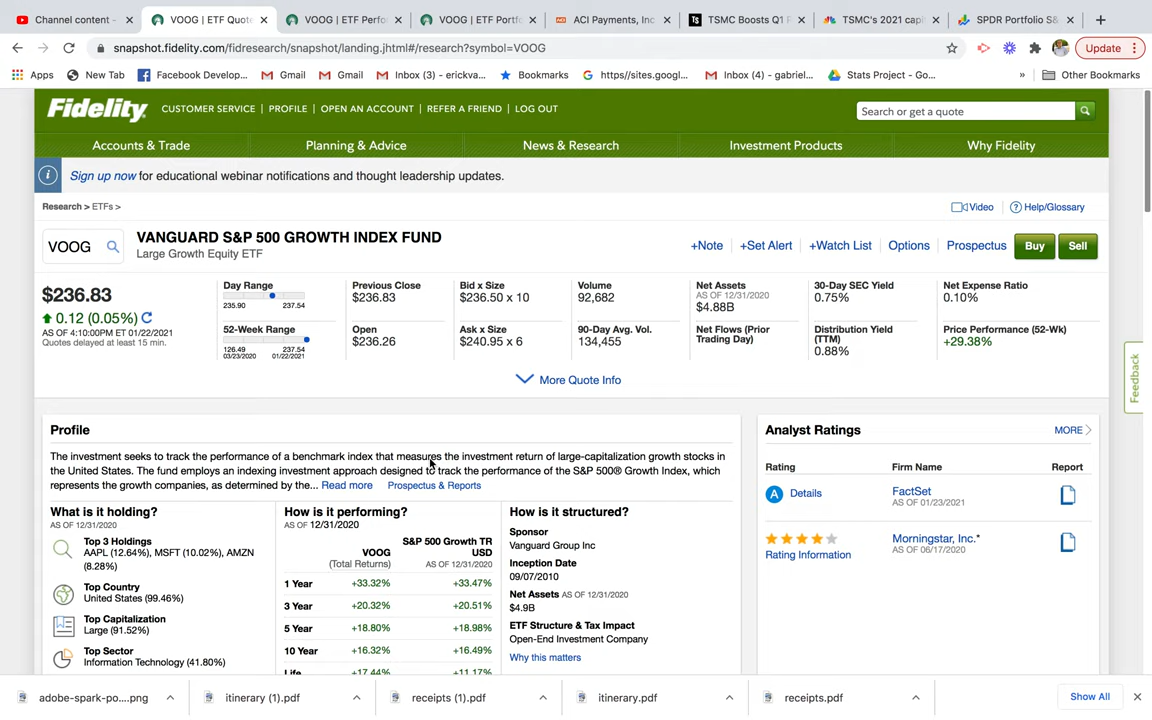 Channel content -
VOOG | ETF Quote
VOOG | ETF Perfor
VOOG | ETF Portfo
ACI Payments, Inc
TSMC Boosts Q1 R
TSMC's 2021 capi
SPDR Portfolio S&
snapshot.fidelity.com/fidresearch/snapshot/landing.jhtml#/research?symbol=VOOG
Update
Apps
New Tab
Facebook Develop...
Gmail
Gmail
Inbox (3) - erickva...
Bookmarks
https//sites.googl...
Inbox (4) - gabriel...
Stats Project - Go...
»
Other Bookmarks
Fidelity
CUSTOMER SERVICE | PROFILE | OPEN AN ACCOUNT | REFER A FRIEND | LOG OUT
Search or get a quote
Accounts & Trade
Planning & Advice
News & Research
Investment Products
Why Fidelity
Sign up now for educational webinar notifications and thought leadership updates.
Research > ETFs >
Video
Help/Glossary
VOOG
VANGUARD S&P 500 GROWTH INDEX FUND
Large Growth Equity ETF
+Note
+Set Alert
+Watch List
Options
Prospectus
Buy
Sell
$236.83
0.12 (0.05%)
AS OF 4:10:00PM ET 01/22/2021
Quotes delayed at least 15 min.
Day Range
235.90 237.54
52-Week Range
126.49 237.54
03/23/2020 01/22/2021
Previous Close
$236.83
Open
$236.26
Bid x Size
$236.50 x 10
Ask x Size
$240.95 x 6
Volume
92,682
90-Day Avg. Vol.
134,455
Net Assets
AS OF 12/31/2020
$4.88B
Net Flows (Prior
Trading Day)
30-Day SEC Yield
0.75%
Distribution Yield
(TTM)
0.88%
Net Expense Ratio
0.10%
Price Performance (52-Wk)
+29.38%
More Quote Info
Feedback
Profile
The investment seeks to track the performance of a benchmark index that measures the investment return of large-capitalization growth stocks in
the United States. The fund employs an indexing investment approach designed to track the performance of the S&P 500® Growth Index, which
represents the growth companies, as determined by the... Read more Prospectus & Reports
What is it holding?
AS OF 12/31/2020
Top 3 Holdings
AAPL (12.64%), MSFT (10.02%), AMZN
(8.28%)
Top Country
United States (99.46%)
Top Capitalization
Large (91.52%)
Top Sector
Information Technology (41.80%)
How is it performing?
AS OF 12/31/2020
VOOG
(Total Returns)
S&P 500 Growth TR
USD
AS OF 12/31/2020
1 Year +33.32% +33.47%
3 Year +20.32% +20.51%
5 Year +18.80% +18.98%
10 Year +16.32% +16.49%
Life +17.44% +11.17%
How is it structured?
Sponsor
Vanguard Group Inc
Inception Date
09/07/2010
Net Assets AS OF 12/31/2020
$4.9B
ETF Structure & Tax Impact
Open-End Investment Company
Why this matters
Analyst Ratings
MORE
Rating
Firm Name
Report
A Details
FactSet
AS OF 01/23/2021
Rating Information
Morningstar, Inc.*
AS OF 06/17/2020
adobe-spark-po....png
itinerary (1).pdf
receipts (1).pdf
itinerary.pdf
receipts.pdf
Show All